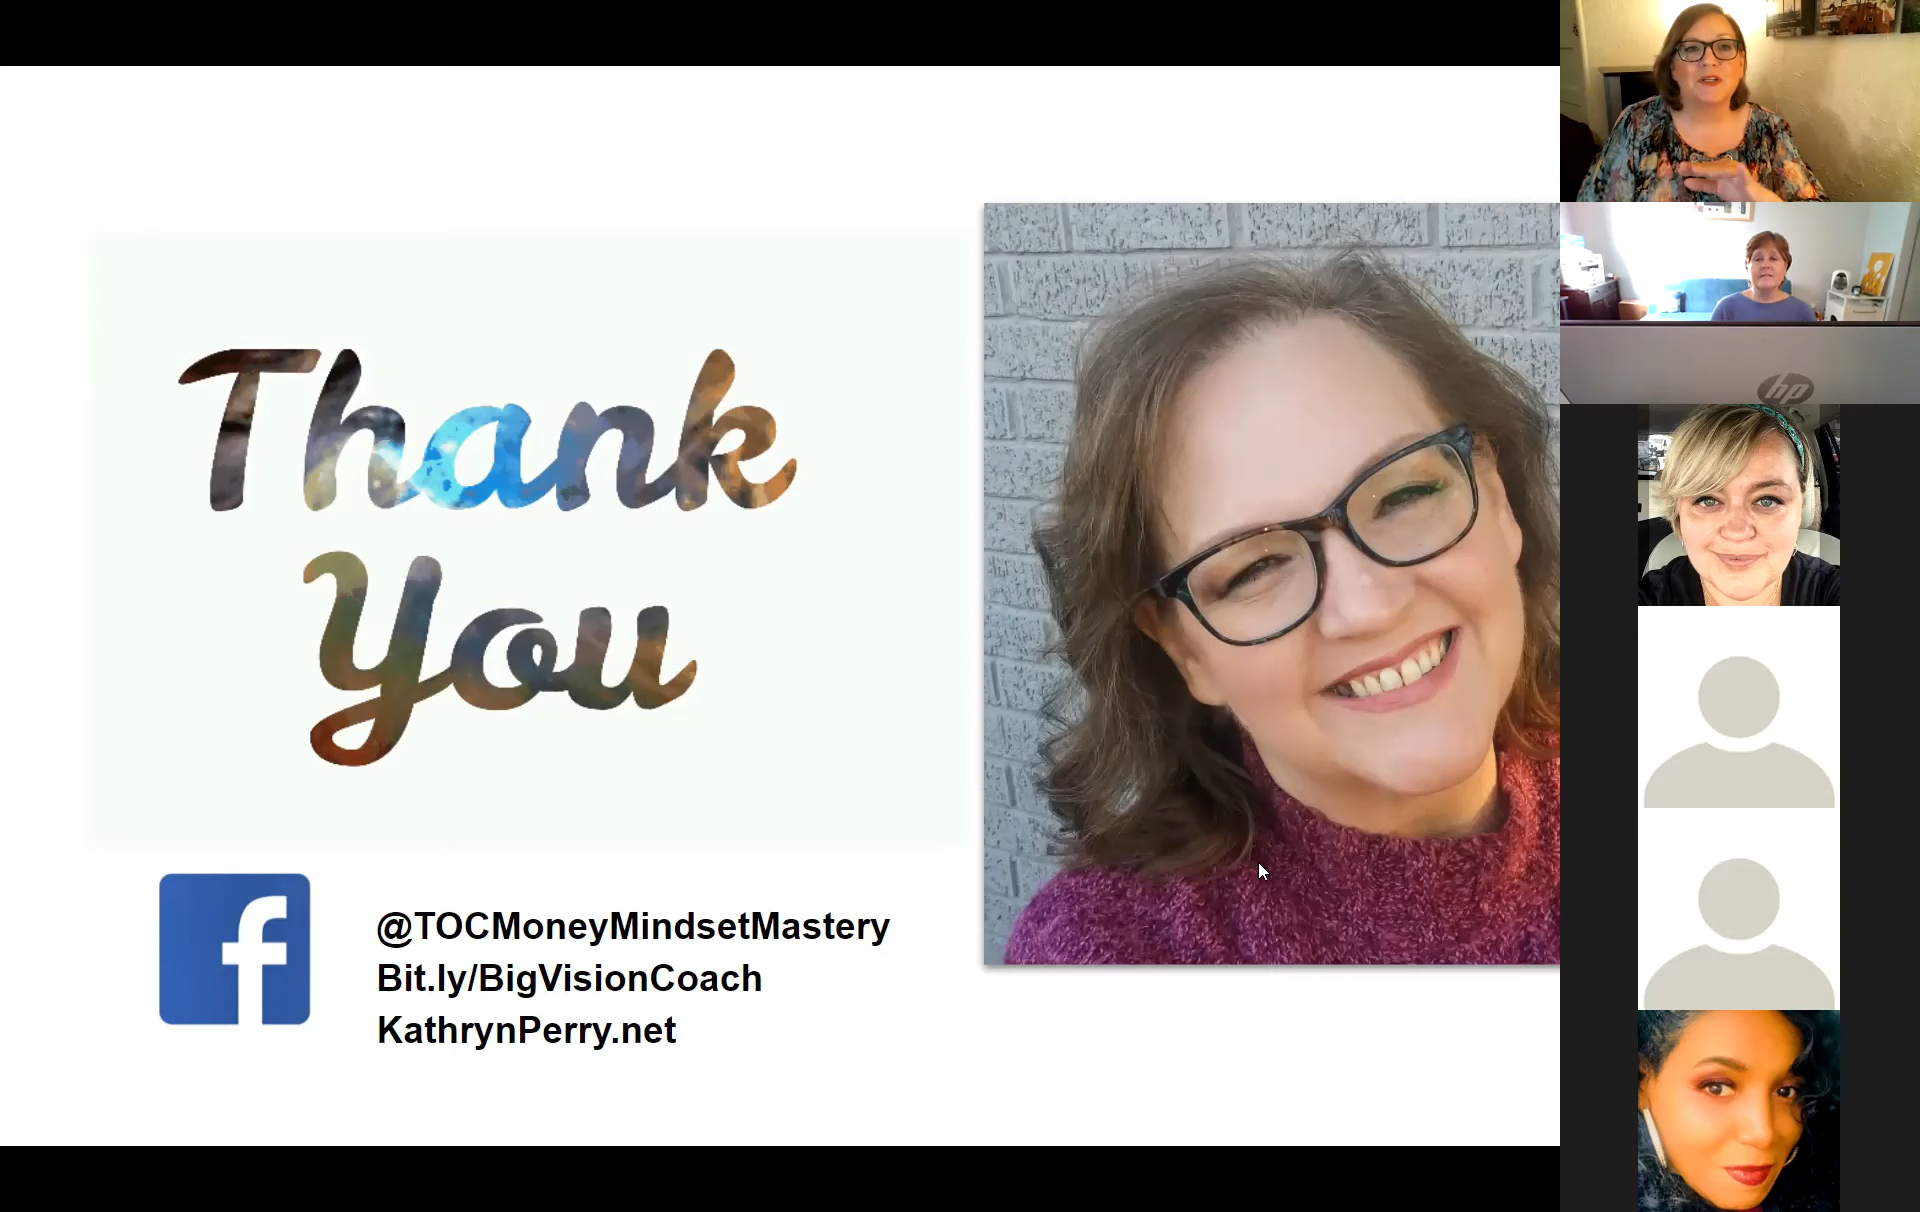 Thank
You
@TOCMoneyMindsetMastery
Bit.ly/BigVisionCoach
KathrynPerry.net
hp